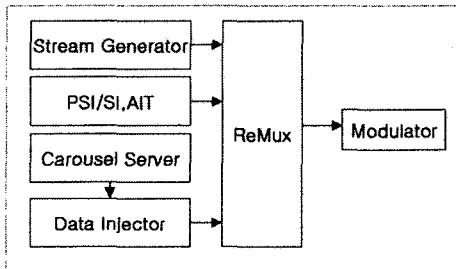 Stream Generator
PSI/SI,AIT
ReMux
Modulator
Carousel Server
Data Injector